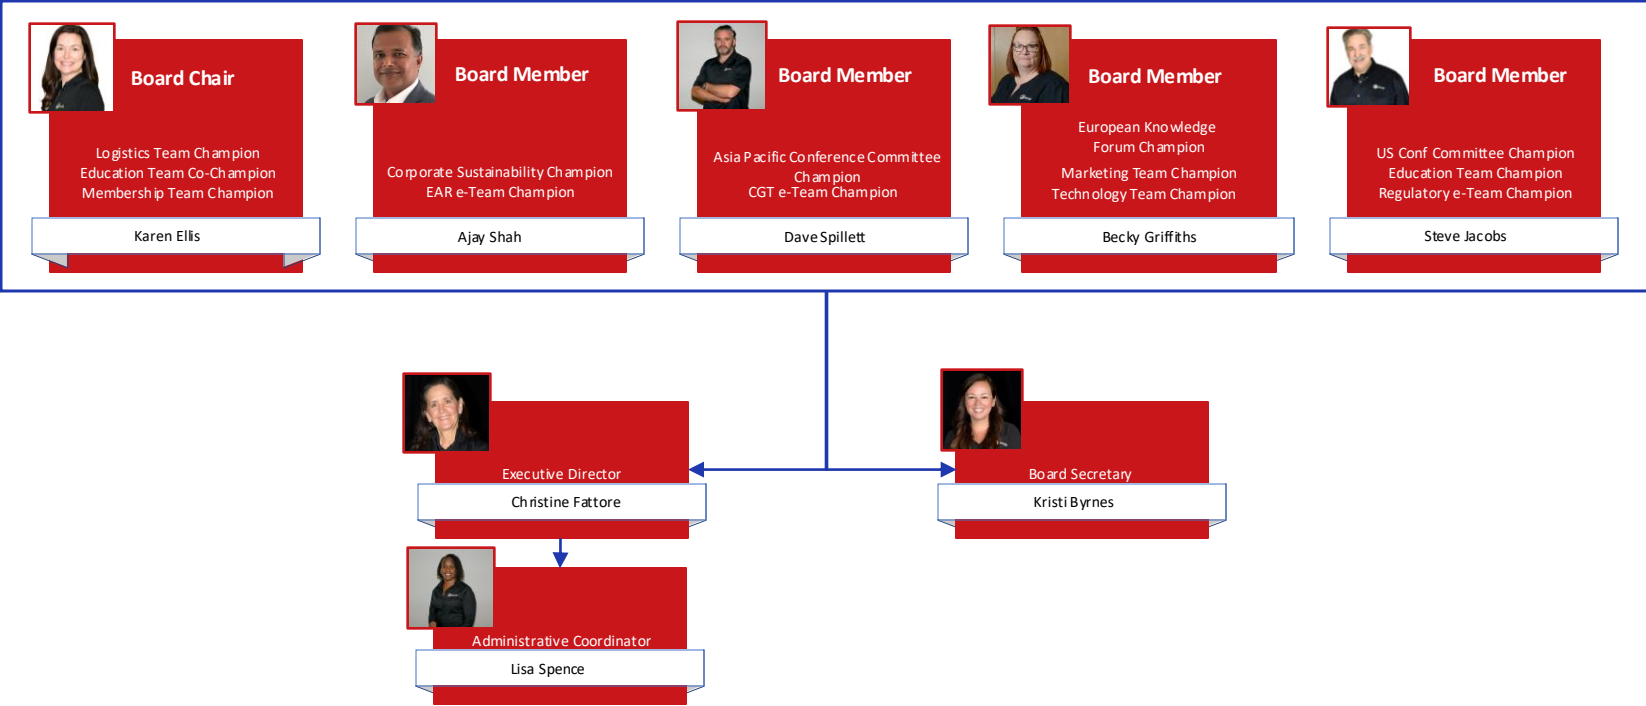 Board Chair
Logistics Team Champion
Education Team Co-Champion
Membership Team Champion
Karen Ellis
Board Member
Corporate Sustainability Champion
EAR e-Team Champion
Ajay Shah
Board Member
Asia Pacific Conference Committee
Champion
CGT e-Team Champion
Dave Spillett
Board Member
European Knowledge
Forum Champion
Marketing Team Champion
Technology Team Champion
Becky Griffiths
Board Member
US Conf Committee Champion
Education Team Champion
Regulatory e-Team Champion
Steve Jacobs
Executive Director
Christine Fattore
Board Secretary
Kristi Byrnes
Administrative Coordinator
Lisa Spence